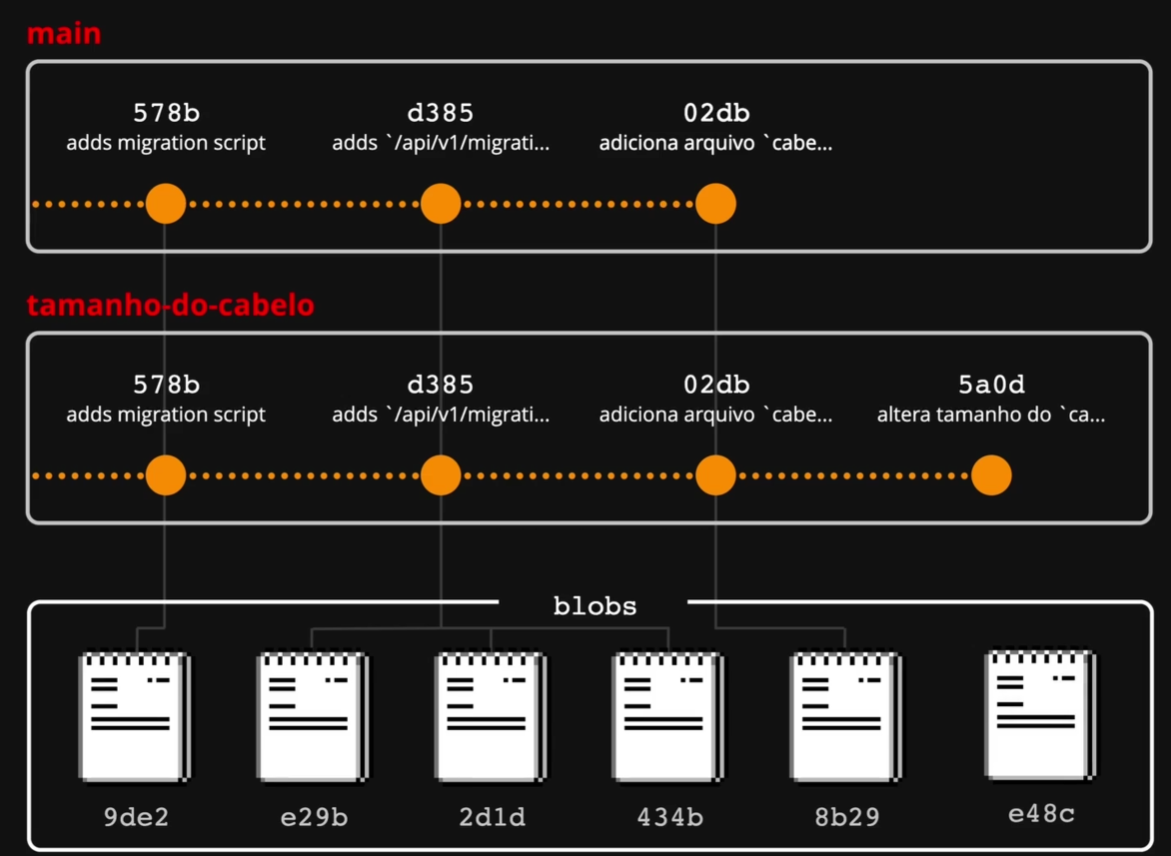 main
578b
adds migration script
d385
adds `/api/v1/migrati...
02db
adiciona arquivo `cabe...
tamanho-do-cabelo
578b
adds migration script
d385
adds `/api/v1/migrati...
02db
adiciona arquivo `cabe...
5a0d
altera tamanho do `ca...
blobs
9de2
e29b
2d1d
434b
8b29
e48c